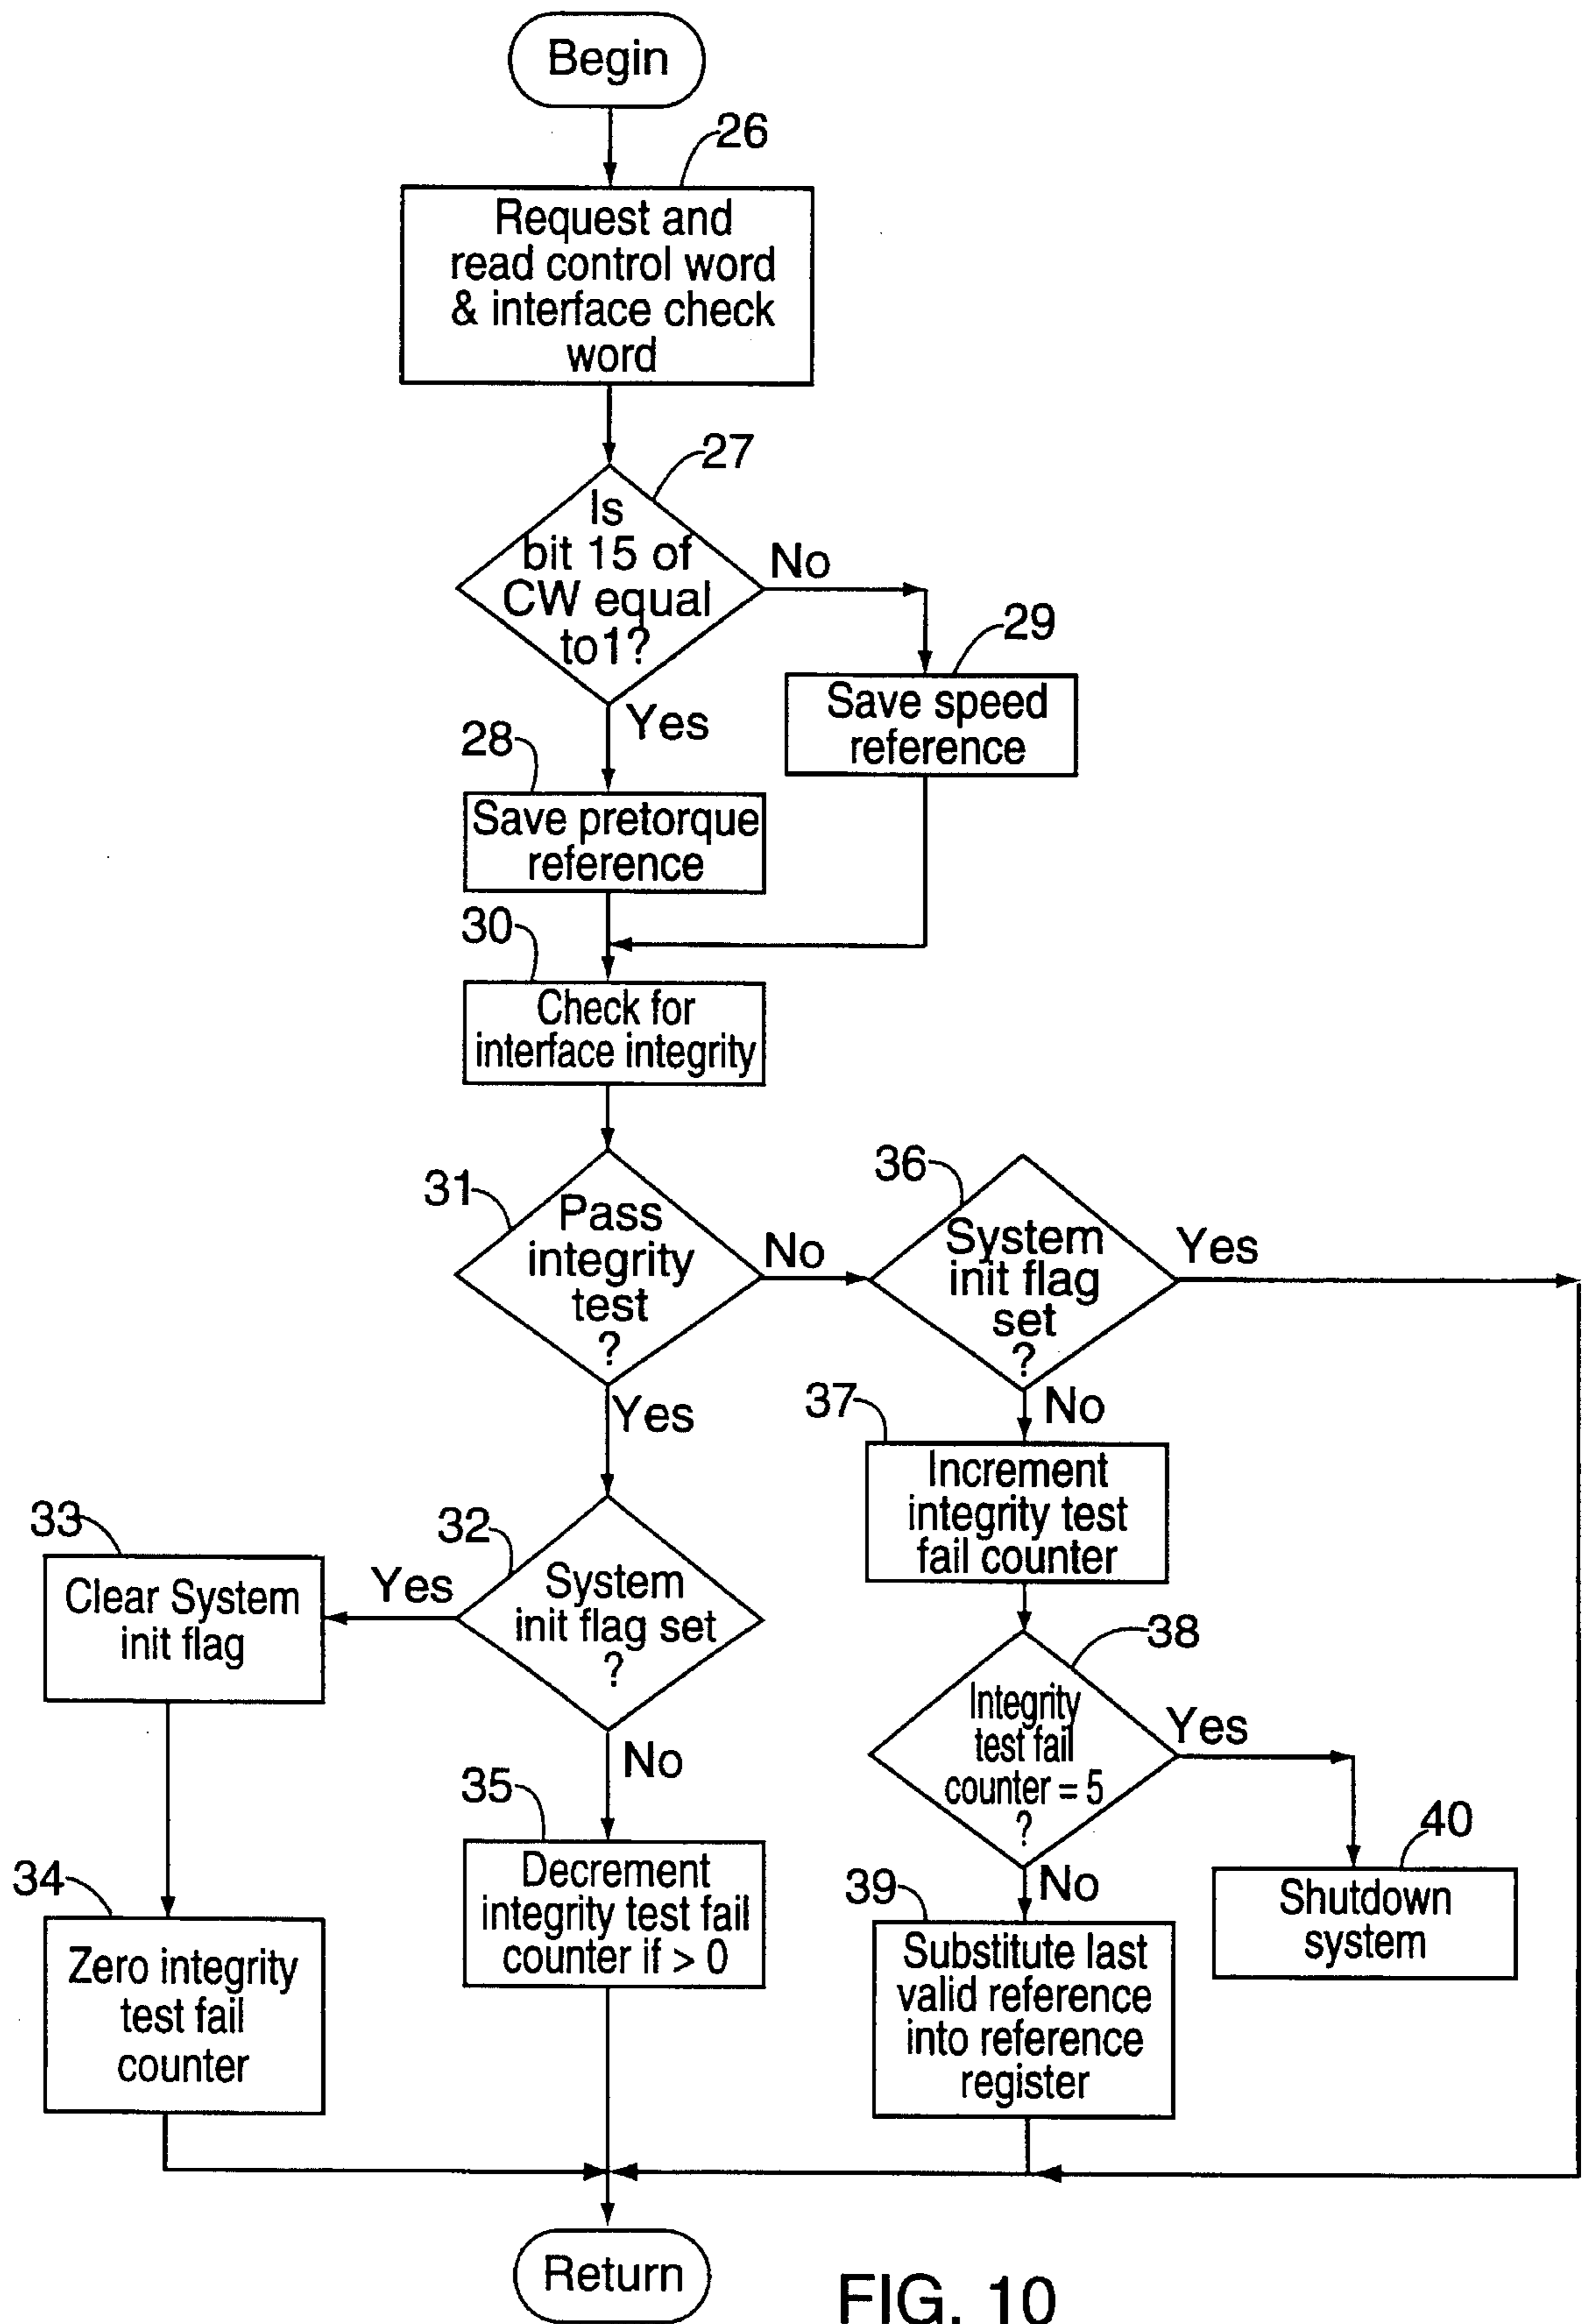 Begin
26
Request and
read control word
& interface check
word
27
Is
bit 15 of
CW equal
to1?
No
29
Save speed
reference
Yes
28
Save pretorque
reference
30
Check for
interface integrity
31
Pass
integrity
test
?
No
36
System
init flag
set
?
Yes
Yes
No
37
Increment
integrity test
fail counter
32
System
init flag set
?
Yes
33
Clear System
init flag
38
Integrity
test fail
counter = 5
?
Yes
No
35
Decrement
integrity test fail
counter if > 0
34
Zero integrity
test fail
counter
No
39
Substitute last
valid reference
into reference
register
40
Shutdown
system
Return
FIG. 10